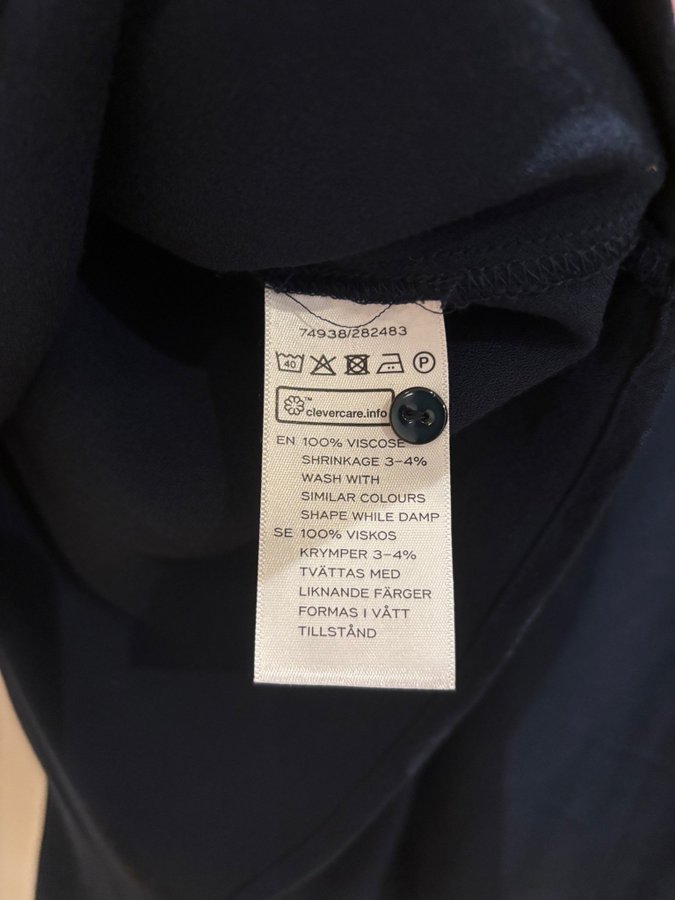 74938/282483
40 P
™
clevercare.info
EN 100% VISCOSE
SHRINKAGE 3-4%
WASH WITH
SIMILAR COLOURS
SHAPE WHILE DAMP
SE 100% VISKOS
KRYMPER 3-4%
TVÄTTAS MED
LIKNANDE FÄRGER
FORMAS I VÅTT
TILLSTÅND